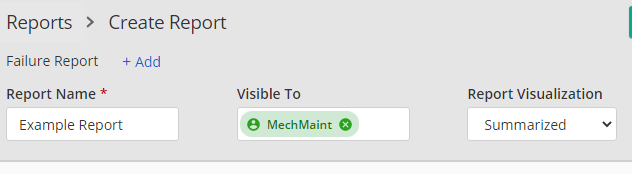 Reports > Create Report
Failure Report + Add
Report Name * Visible To Report Visualization
Example Report MechMaint Summarized